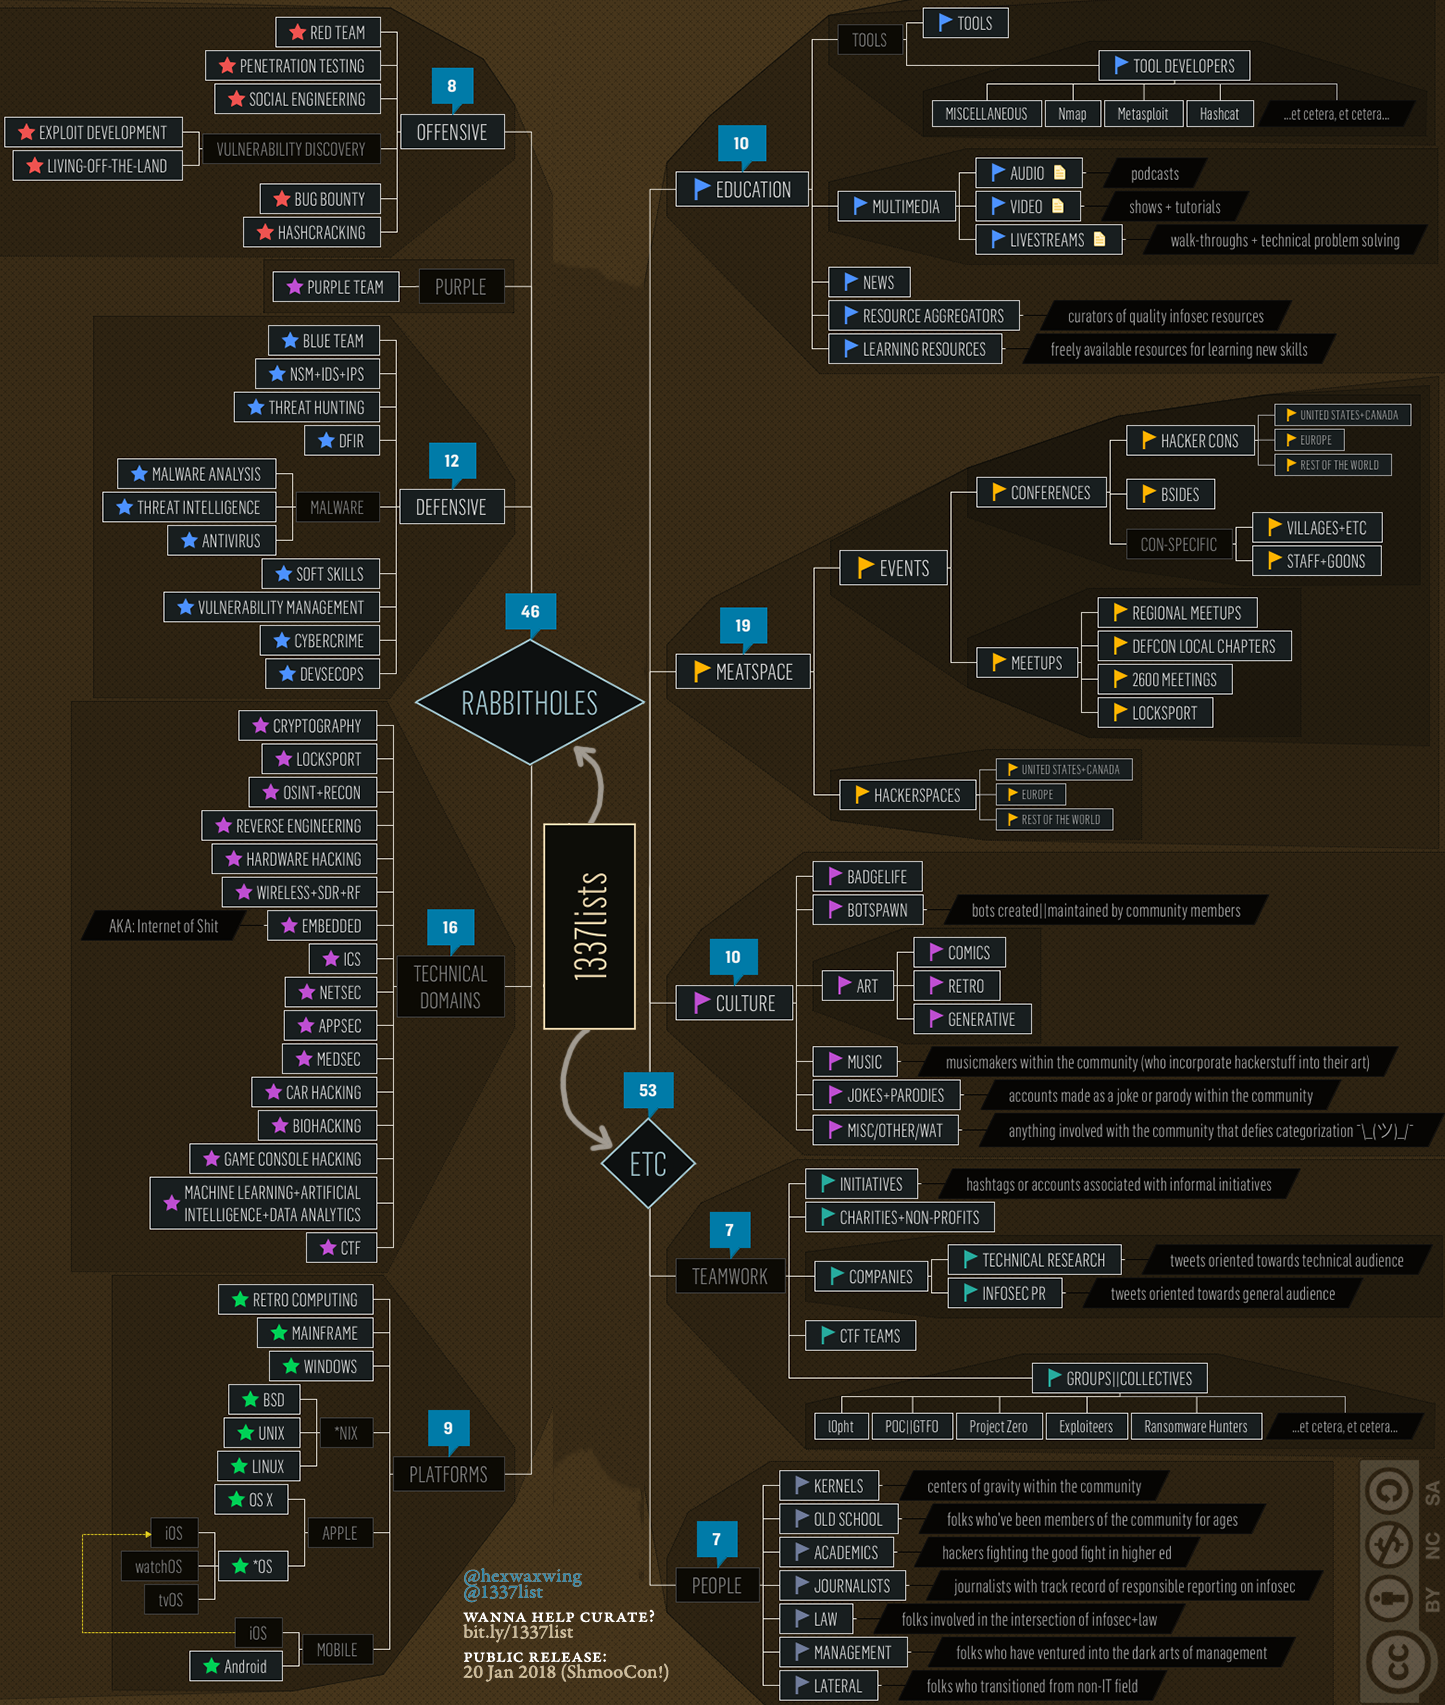 8
OFFENSIVE
RED TEAM
PENETRATION TESTING
SOCIAL ENGINEERING
VULNERABILITY DISCOVERY
EXPLOIT DEVELOPMENT
LIVING-OFF-THE-LAND
BUG BOUNTY
HASHCRACKING
PURPLE
PURPLE TEAM
12
DEFENSIVE
BLUE TEAM
NSM+IDS+IPS
THREAT HUNTING
DFIR
MALWARE
MALWARE ANALYSIS
THREAT INTELLIGENCE
ANTIVIRUS
SOFT SKILLS
VULNERABILITY MANAGEMENT
CYBERCRIME
DEVSECOPS
46
RABBITHOLES
16
TECHNICAL
DOMAINS
CRYPTOGRAPHY
LOCKSPORT
OSINT+RECON
REVERSE ENGINEERING
HARDWARE HACKING
WIRELESS+SDR+RF
EMBEDDED
AKA: Internet of Shit
ICS
NETSEC
APPSEC
MEDSEC
CAR HACKING
BIOHACKING
GAME CONSOLE HACKING
MACHINE LEARNING+ARTIFICIAL
INTELLIGENCE+DATA ANALYTICS
CTF
9
PLATFORMS
RETRO COMPUTING
MAINFRAME
WINDOWS
*NIX
BSD
UNIX
LINUX
APPLE
OS X
*OS
iOS
watchOS
tvOS
MOBILE
iOS
Android
1337lists
53
ETC
10
EDUCATION
TOOLS
TOOLS
TOOL DEVELOPERS
MISCELLANEOUS
Nmap
Metasploit
Hashcat
...et cetera, et cetera...
MULTIMEDIA
AUDIO
podcasts
VIDEO
shows + tutorials
LIVESTREAMS
walk-throughs + technical problem solving
NEWS
RESOURCE AGGREGATORS
curators of quality infosec resources
LEARNING RESOURCES
freely available resources for learning new skills
19
MEATSPACE
EVENTS
CONFERENCES
HACKER CONS
UNITED STATES+CANADA
EUROPE
REST OF THE WORLD
BSIDES
CON-SPECIFIC
VILLAGES+ETC
STAFF+GOONS
MEETUPS
REGIONAL MEETUPS
DEFCON LOCAL CHAPTERS
2600 MEETINGS
LOCKSPORT
HACKERSPACES
UNITED STATES+CANADA
EUROPE
REST OF THE WORLD
10
CULTURE
BADGELIFE
BOTSPAWN
bots created||maintained by community members
ART
COMICS
RETRO
GENERATIVE
MUSIC
musicmakers within the community (who incorporate hackerstuff into their art)
JOKES+PARODIES
accounts made as a joke or parody within the community
MISC/OTHER/WAT
anything involved with the community that defies categorization ¯\_(ツ)_/¯
7
TEAMWORK
INITIATIVES
hashtags or accounts associated with informal initiatives
CHARITIES+NON-PROFITS
COMPANIES
TECHNICAL RESEARCH
tweets oriented towards technical audience
INFOSEC PR
tweets oriented towards general audience
CTF TEAMS
GROUPS||COLLECTIVES
l0pht
POC||GTFO
Project Zero
Exploiteers
Ransomware Hunters
...et cetera, et cetera...
7
PEOPLE
KERNELS
centers of gravity within the community
OLD SCHOOL
folks who've been members of the community for ages
ACADEMICS
hackers fighting the good fight in higher ed
JOURNALISTS
journalists with track record of responsible reporting on infosec
LAW
folks involved in the intersection of infosec+law
MANAGEMENT
folks who have ventured into the dark arts of management
LATERAL
folks who transitioned from non-IT field
@hexwaxwing
@1337list
WANNA HELP CURATE?
bit.ly/1337list
PUBLIC RELEASE:
20 Jan 2018 (ShmooCon!)
cc
BY NC SA